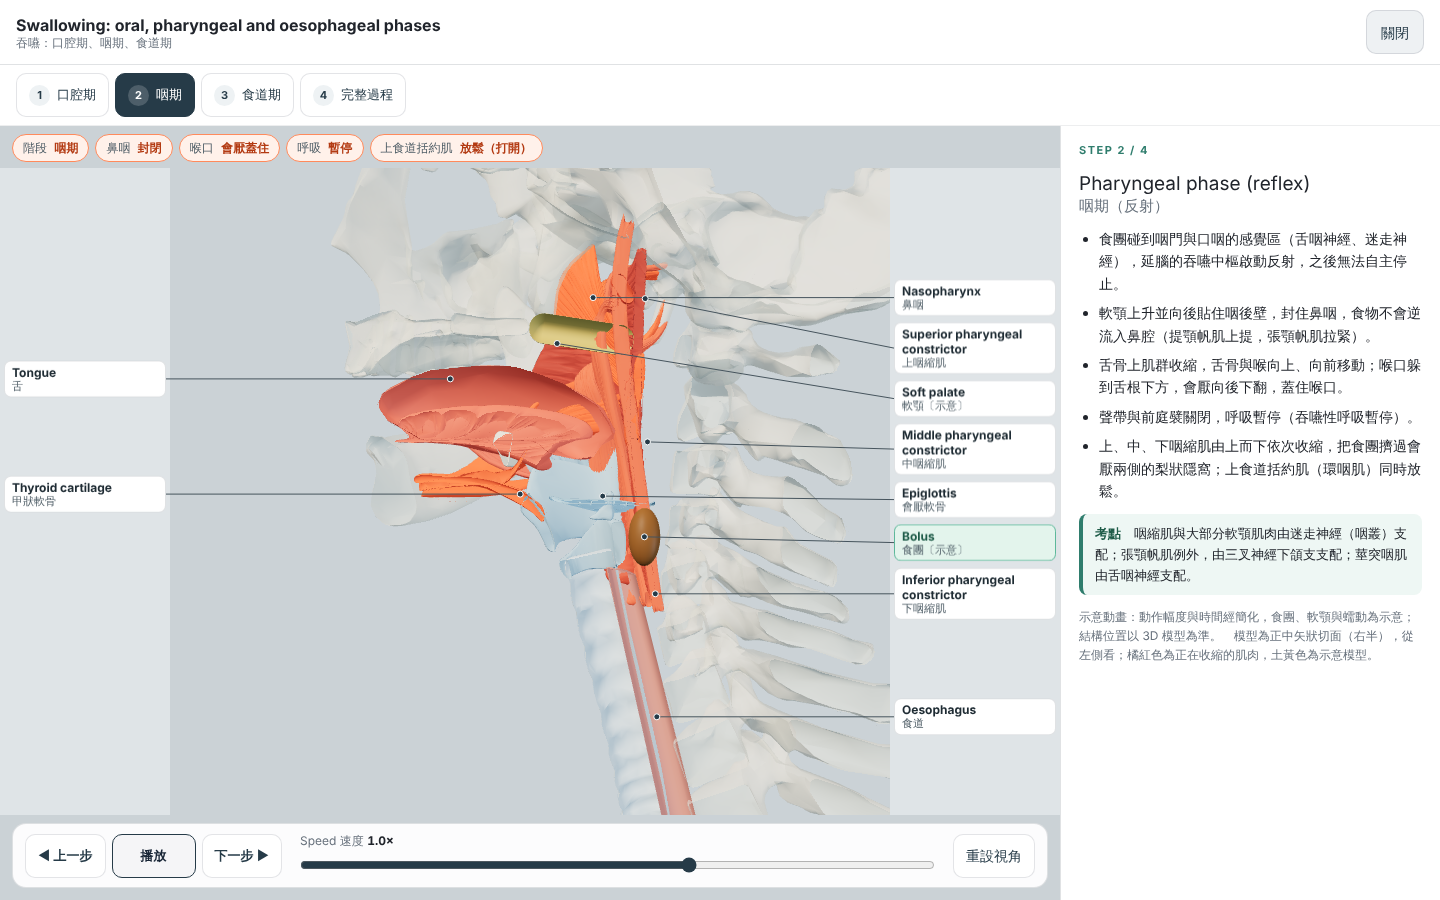 Swallowing: oral, pharyngeal and oesophageal phases
吞嚥：口腔期、咽期、食道期
關閉
1 口腔期
2 咽期
3 食道期
4 完整過程
階段 咽期
鼻咽 封閉
喉口 會厭蓋住
呼吸 暫停
上食道括約肌 放鬆（打開）
Tongue
舌
Thyroid cartilage
甲狀軟骨
Nasopharynx
鼻咽
Superior pharyngeal
constrictor
上咽縮肌
Soft palate
軟顎〔示意〕
Middle pharyngeal
constrictor
中咽縮肌
Epiglottis
會厭軟骨
Bolus
食團〔示意〕
Inferior pharyngeal
constrictor
下咽縮肌
Oesophagus
食道
◀ 上一步
播放
下一步 ▶
Speed 速度 1.0×
重設視角
STEP 2 / 4
Pharyngeal phase (reflex)
咽期（反射）
• 食團碰到咽門與口咽的感覺區（舌咽神經、迷走神
經），延腦的吞嚥中樞啟動反射，之後無法自主停
止。
• 軟顎上升並向後貼住咽後壁，封住鼻咽，食物不會逆
流入鼻腔（提顎帆肌上提，張顎帆肌拉緊）。
• 舌骨上肌群收縮，舌骨與喉向上、向前移動；喉口躲
到舌根下方，會厭向後下翻，蓋住喉口。
• 聲帶與前庭襞關閉，呼吸暫停（吞嚥性呼吸暫停）。
• 上、中、下咽縮肌由上而下依次收縮，把食團擠過會
厭兩側的梨狀隱窩；上食道括約肌（環咽肌）同時放
鬆。
考點 咽縮肌與大部分軟顎肌肉由迷走神經（咽叢）支
配；張顎帆肌例外，由三叉神經下頜支支配；莖突咽肌
由舌咽神經支配。
示意動畫：動作幅度與時間經簡化，食團、軟顎與蠕動為示意；
結構位置以 3D 模型為準。 模型為正中矢狀切面（右半），從
左側看；橘紅色為正在收縮的肌肉，土黃色為示意模型。